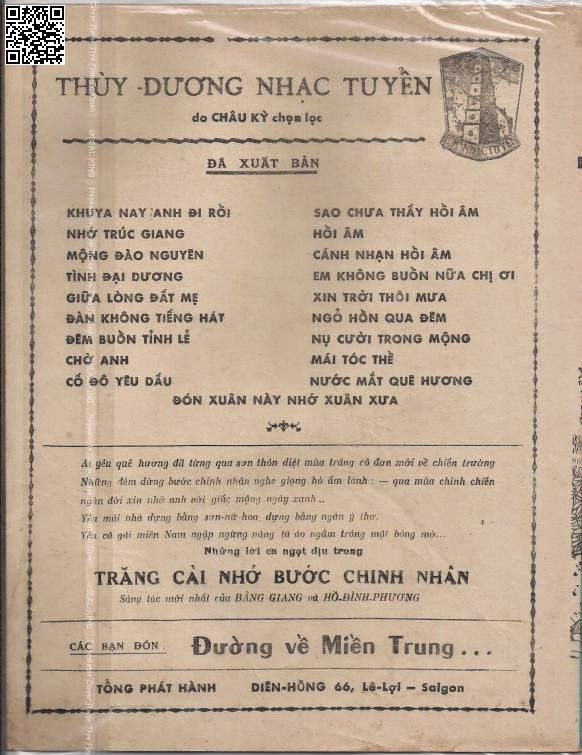 THÙY-DƯƠNG NHẠC TUYỂN
do CHÂU KỲ chọn lọc
NHẠC TUYỂN
ĐÃ XUẤT BẢN
KHUYA NAY ANH ĐI RỒI
NHỚ TRÚC GIANG
MỘNG ĐÀO NGUYÊN
TÌNH ĐẠI DƯƠNG
GIỮA LÒNG ĐẤT MẸ
ĐÀN KHÔNG TIẾNG HÁT
ĐÊM BUỒN TỈNH LẺ
CHỜ ANH
CỐ ĐÔ YÊU DẤU
SAO CHƯA THẤY HỒI ÂM
HỒI ÂM
CÁNH NHẠN HỒI ÂM
EM KHÔNG BUỒN NỮA CHỊ ƠI
XIN TRỜI THÔI MƯA
NGỎ HỒN QUA ĐÊM
NỤ CƯỜI TRONG MỘNG
MÁI TÓC THỀ
NƯỚC MẮT QUÊ HƯƠNG
ĐÓN XUÂN NÀY NHỚ XUÂN XƯA
Ai yêu quê hương đã từng qua sơn thôn diệt mùa trăng cô đơn mới về chiến trường
Những đêm dừng bước chinh nhân nghe giọng hò ấm lành : — qua mùa chinh chiến
ngàn đời xin nhớ anh với giấc mộng ngày xanh..
Yêu mái nhà dựng bằng sơn-nữ-hoa dựng bằng ngàn ý thơ.
Yêu cô gái miền Nam ngập ngừng nàng tà áo ngắm trông mặt bóng mờ...
Những lời ca ngọt dịu trong
TRĂNG CÀI NHỚ BƯỚC CHINH NHÂN
Sáng tác mới nhất của BẰNG GIANG và HỒ-ĐÌNH-PHƯƠNG
CÁC BẠN ĐÓN: Đường về Miền Trung...
TỔNG PHÁT HÀNH DIÊN-HỒNG 66, Lê-Lợi — Saigon